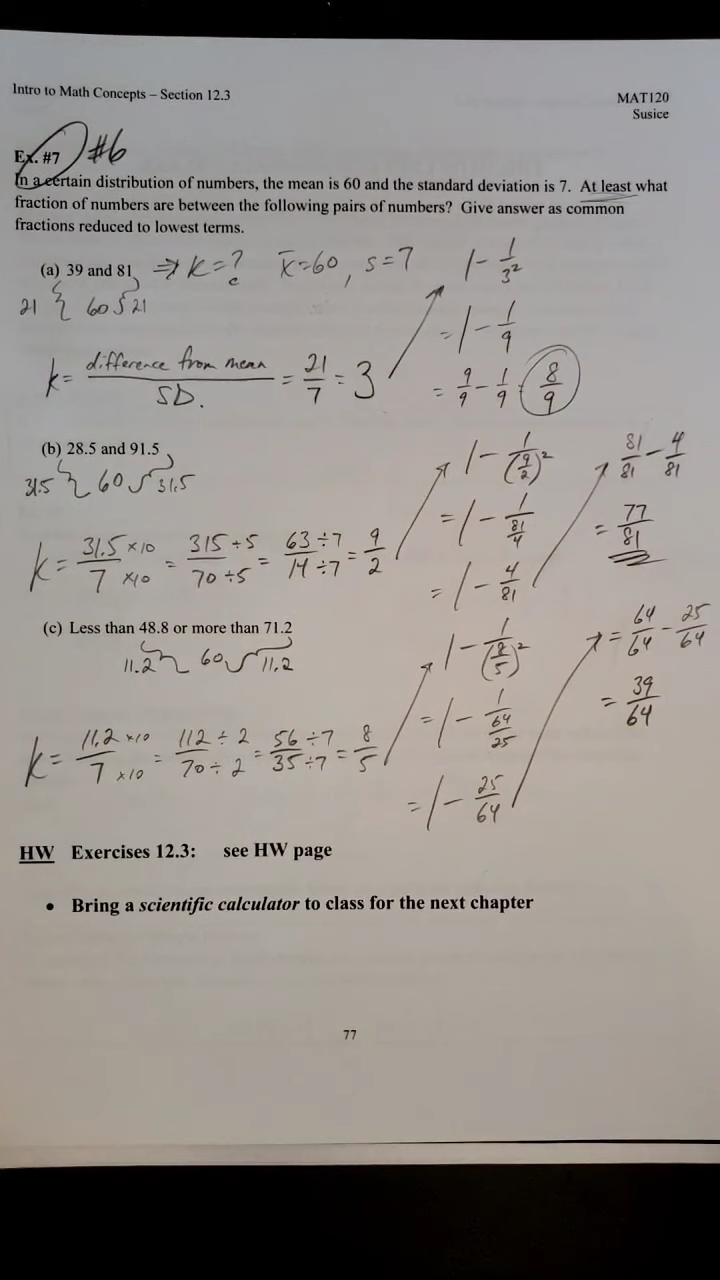 Intro to Math Concepts – Section 12.3
MAT120
Susice
Ex. #7 #6
In a certain distribution of numbers, the mean is 60 and the standard deviation is 7. At least what
fraction of numbers are between the following pairs of numbers? Give answer as common
fractions reduced to lowest terms.
(a) 39 and 81 ⇒ K=? x̄=60, s=7
21 { 60 } 21
k = difference from mean / SD. = 21/7 = 3
1 - 1/3²
= 1 - 1/9
= 9/9 - 1/9 8/9
(b) 28.5 and 91.5
31.5 60 31.5
k = 31.5 ×10 / 7 ×10 = 315 ÷5 / 70 ÷5 = 63 ÷7 / 14 ÷7 = 9/2
1 - 1/(9/2)²
= 1 - 1/(81/4)
= 1 - 4/81
81/81 - 4/81
= 77/81
(c) Less than 48.8 or more than 71.2
11.2 60 11.2
k = 11.2 ×10 / 7 ×10 = 112 ÷ 2 / 70 ÷ 2 = 56 ÷7 / 35 ÷7 = 8/5
1 - 1/(8/5)²
= 1 - 1/(64/25)
= 1 - 25/64
= 64/64 - 25/64
= 39/64
HW Exercises 12.3: see HW page
• Bring a scientific calculator to class for the next chapter
77